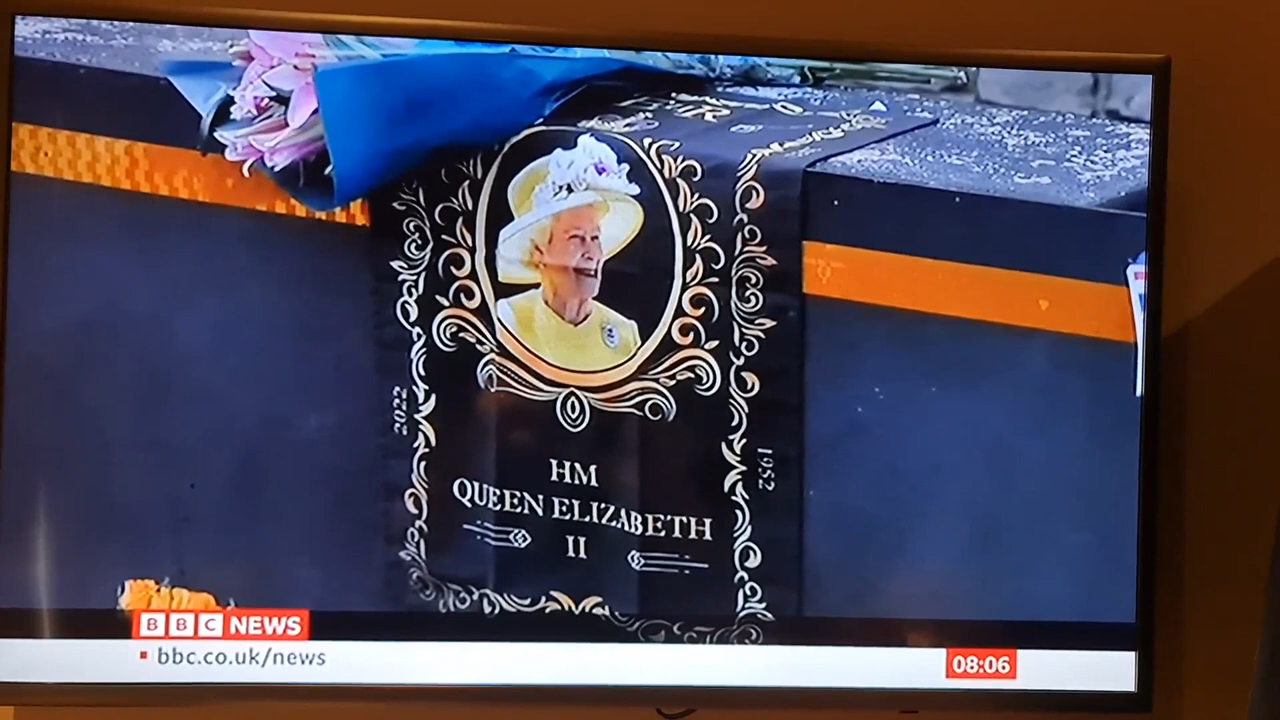 2022
1952
HM
QUEEN ELIZABETH
II
BBC NEWS
bbc.co.uk/news
08:06